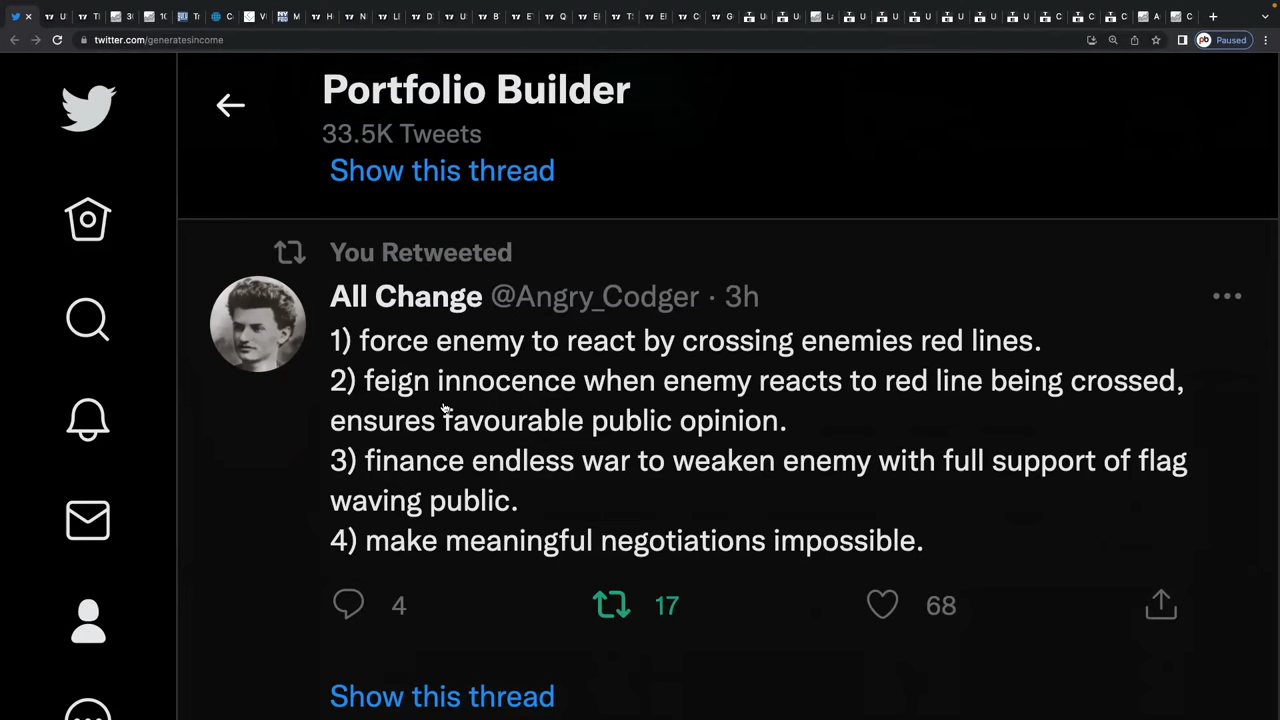 twitter.com/generatesincome
Paused
Portfolio Builder
33.5K Tweets
Show this thread
You Retweeted
All Change @Angry_Codger · 3h
1) force enemy to react by crossing enemies red lines.
2) feign innocence when enemy reacts to red line being crossed,
ensures favourable public opinion.
3) finance endless war to weaken enemy with full support of flag
waving public.
4) make meaningful negotiations impossible.
4 17 68
Show this thread